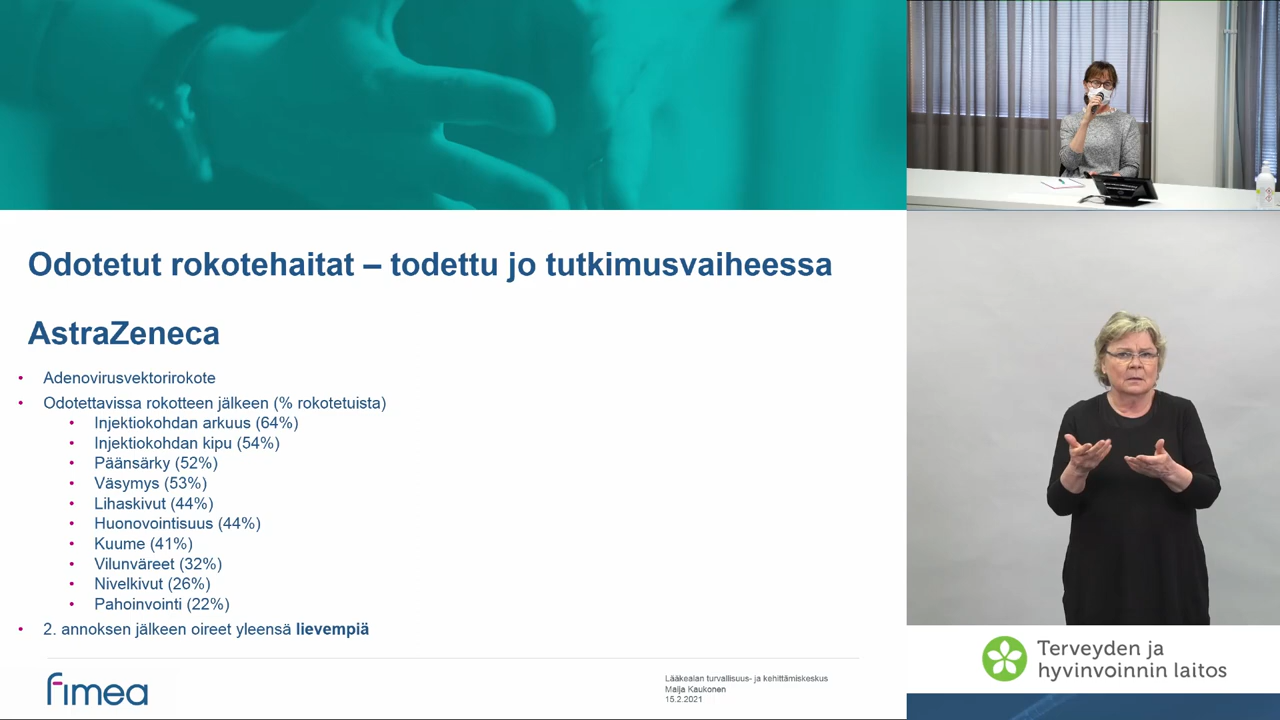 Odotetut rokotehaitat – todettu jo tutkimusvaiheessa
AstraZeneca
• Adenovirusvektorirokote
• Odotettavissa rokotteen jälkeen (% rokotetuista)
• Injektiokohdan arkuus (64%)
• Injektiokohdan kipu (54%)
• Päänsärky (52%)
• Väsymys (53%)
• Lihaskivut (44%)
• Huonovointisuus (44%)
• Kuume (41%)
• Vilunväreet (32%)
• Nivelkivut (26%)
• Pahoinvointi (22%)
• 2. annoksen jälkeen oireet yleensä lievempiä
fimea
Lääkealan turvallisuus- ja kehittämiskeskus
Maija Kaukonen
15.2.2021
Terveyden ja
hyvinvoinnin laitos